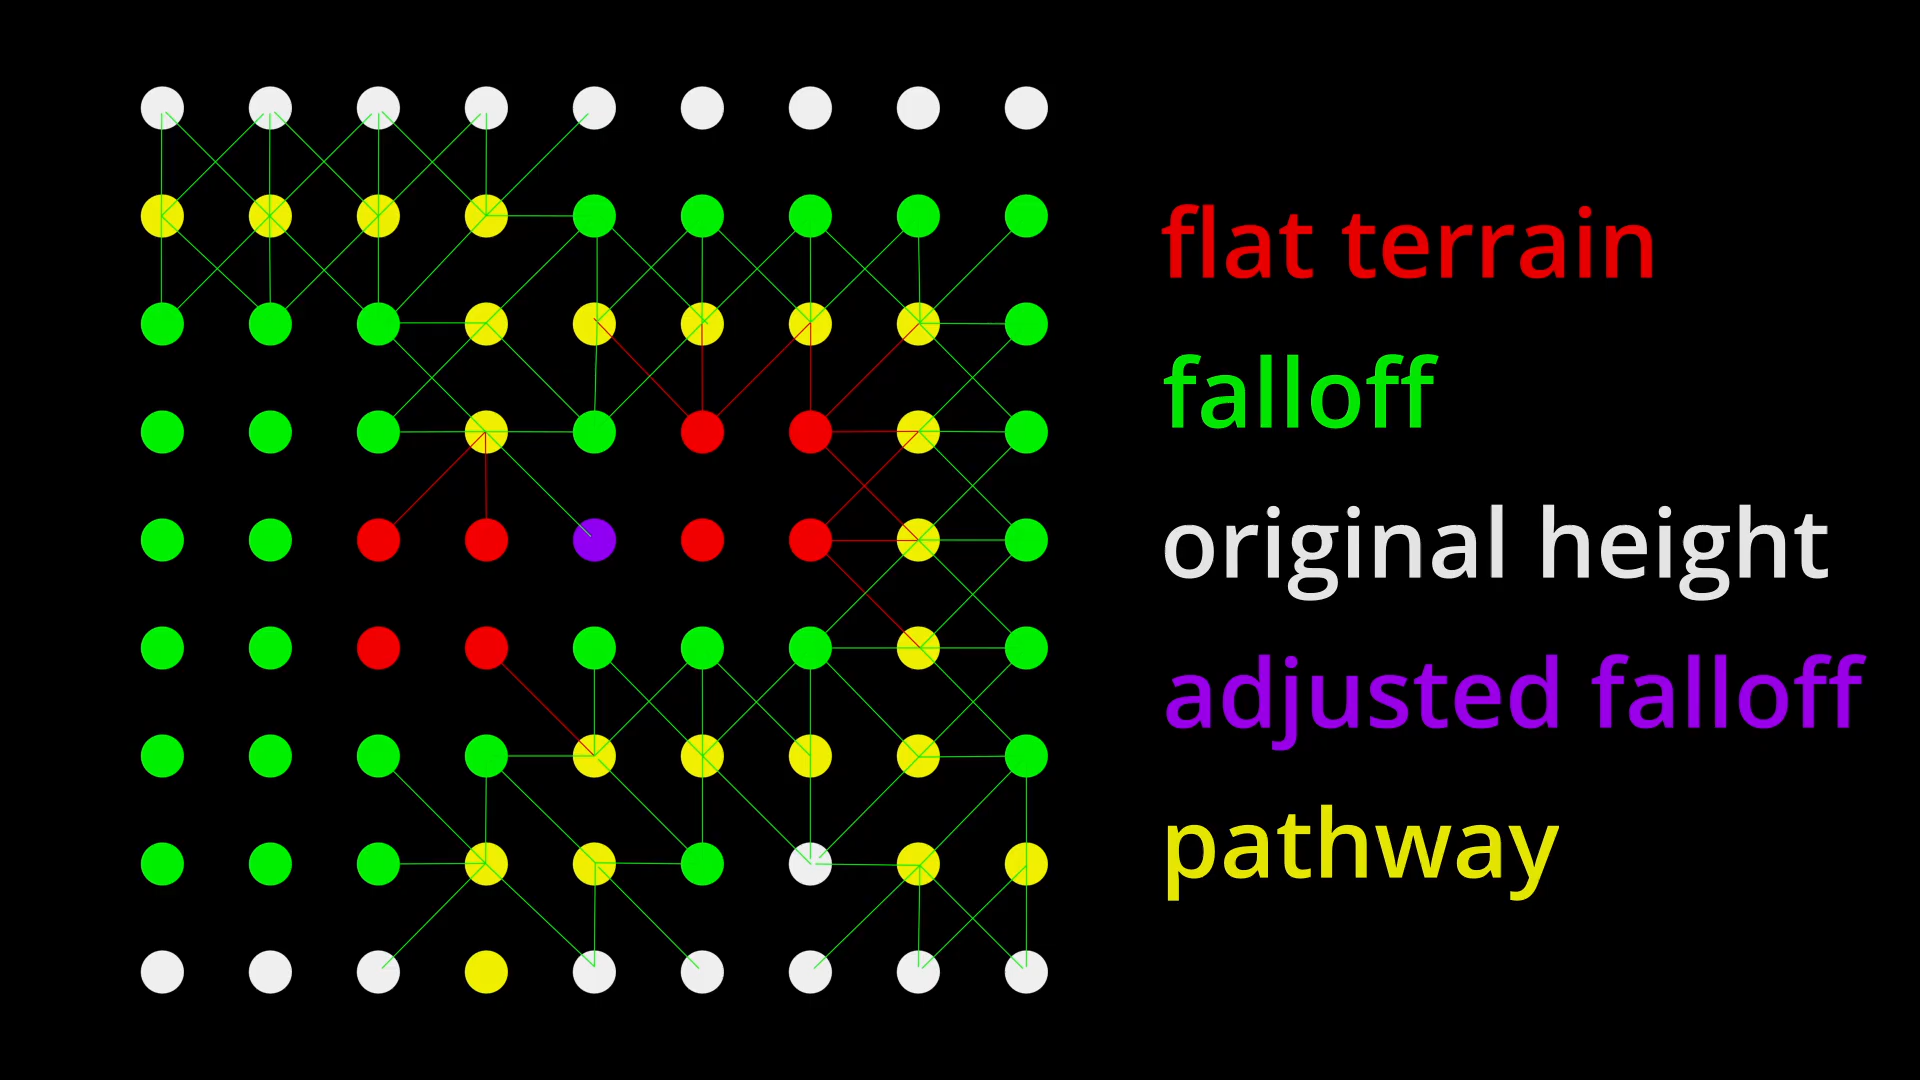 flat terrain
falloff
original height
adjusted falloff
pathway